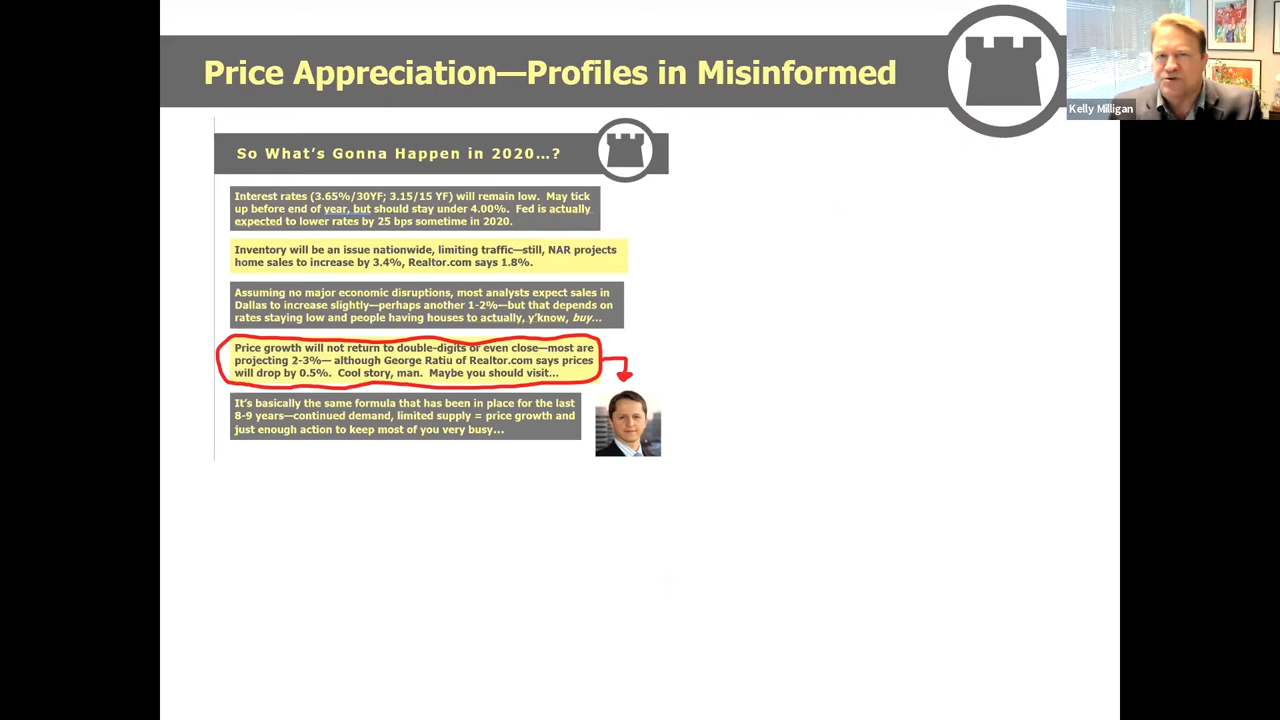 Price Appreciation—Profiles in Misinformed
Kelly Milligan
So What's Gonna Happen in 2020…?
Interest rates (3.65%/30YF; 3.15/15 YF) will remain low.  May tick
up before end of year, but should stay under 4.00%.  Fed is actually
expected to lower rates by 25 bps sometime in 2020.
Inventory will be an issue nationwide, limiting traffic—still, NAR projects
home sales to increase by 3.4%, Realtor.com says 1.8%.
Assuming no major economic disruptions, most analysts expect sales in
Dallas to increase slightly—perhaps another 1-2%—but that depends on
rates staying low and people having houses to actually, y'know, buy…
Price growth will not return to double-digits or even close—most are
projecting 2-3%— although George Ratiu of Realtor.com says prices
will drop by 0.5%.  Cool story, man.  Maybe you should visit…
It's basically the same formula that has been in place for the last
8-9 years—continued demand, limited supply = price growth and
just enough action to keep most of you very busy…